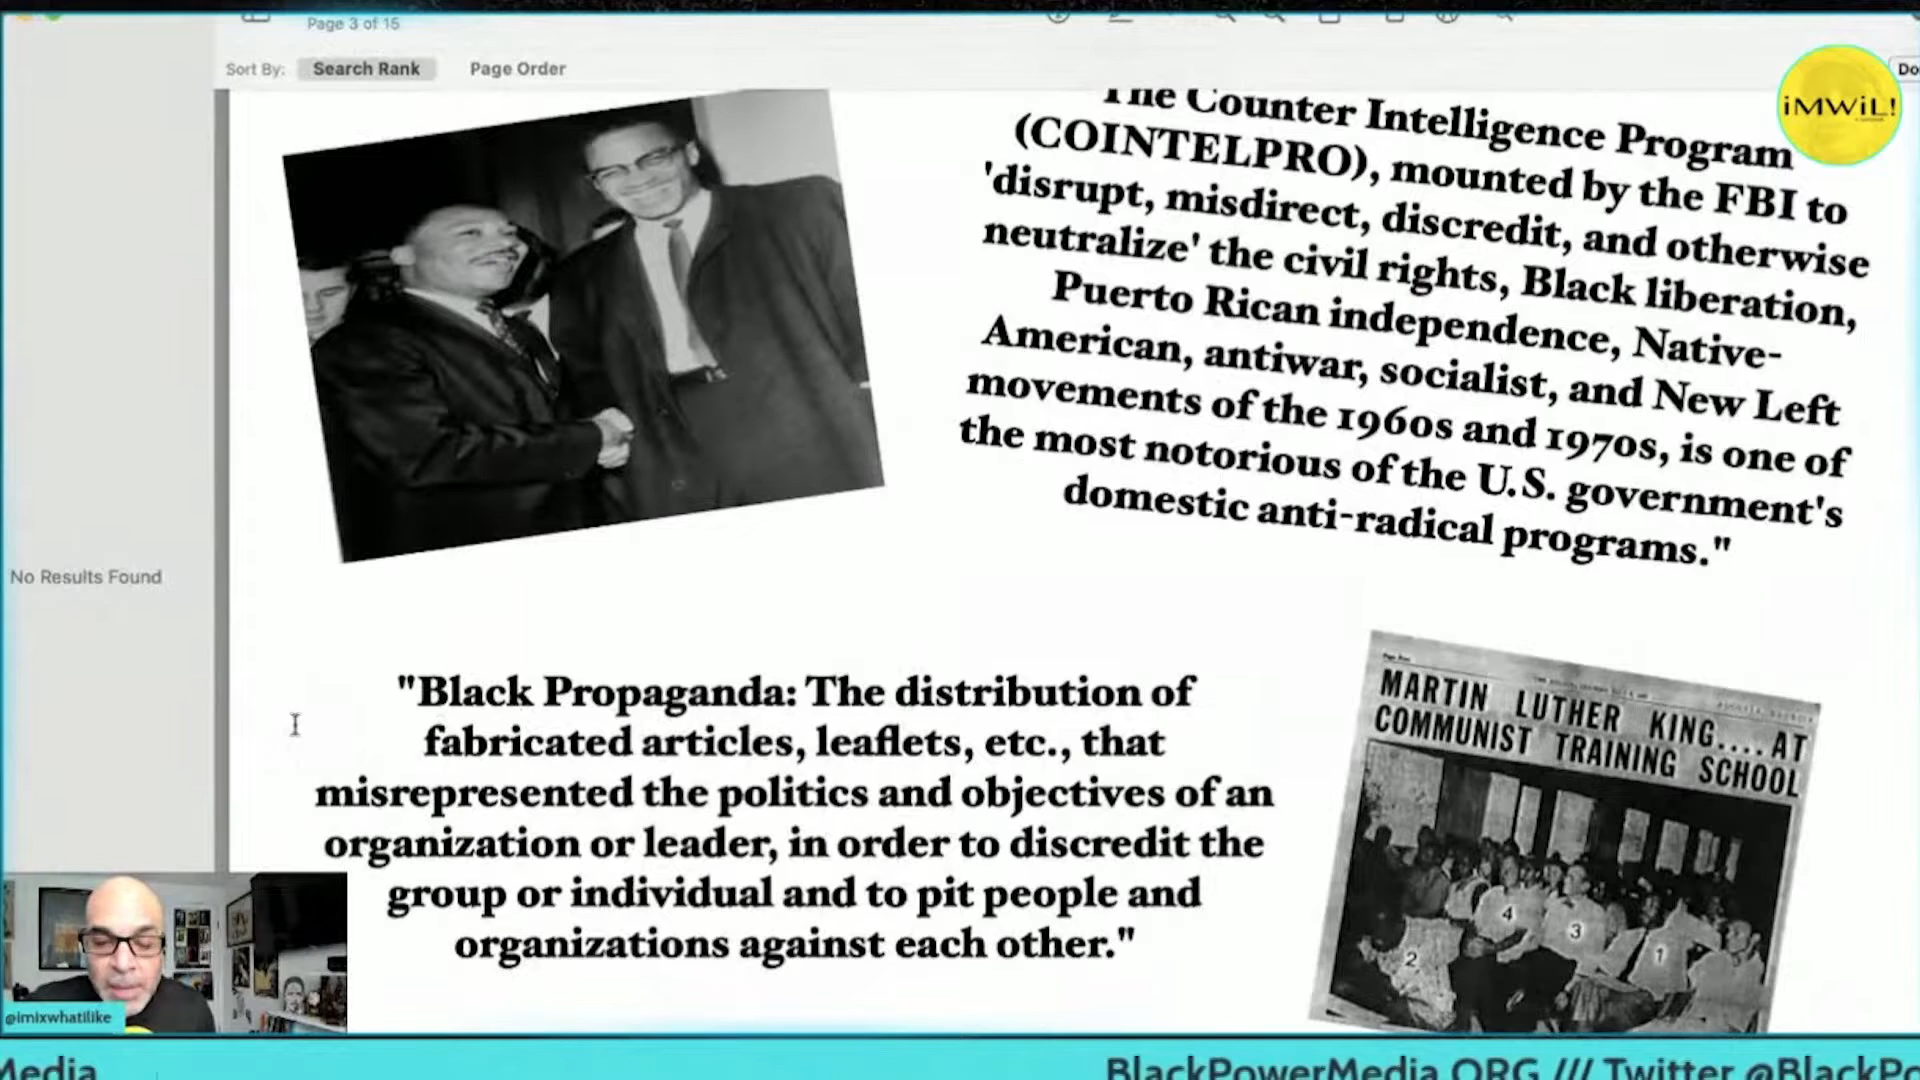 Page 3 of 15
Sort By: Search Rank Page Order
Do
iMWiL!
The Counter Intelligence Program
(COINTELPRO), mounted by the FBI to
'disrupt, misdirect, discredit, and otherwise
neutralize' the civil rights, Black liberation,
Puerto Rican independence, Native-
American, antiwar, socialist, and New Left
movements of the 1960s and 1970s, is one of
the most notorious of the U.S. government's
domestic anti-radical programs."
No Results Found
"Black Propaganda: The distribution of
fabricated articles, leaflets, etc., that
misrepresented the politics and objectives of an
organization or leader, in order to discredit the
group or individual and to pit people and
organizations against each other."
MARTIN LUTHER KING.... AT
COMMUNIST TRAINING SCHOOL
4
3
1
2
@imixwhatilike
Media
BlackPowerMedia.ORG /// Twitter @BlackPo